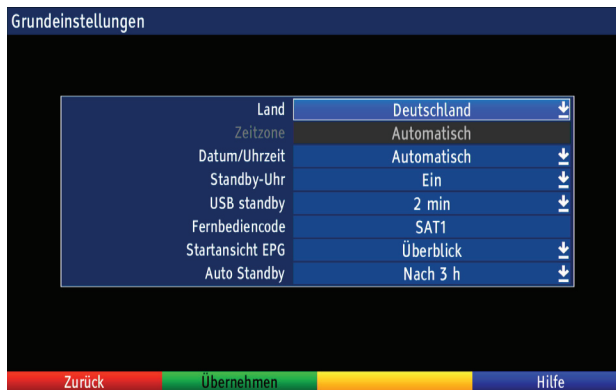 Grundeinstellungen
Land Deutschland
Zeitzone Automatisch
Datum/Uhrzeit Automatisch
Standby-Uhr Ein
USB standby 2 min
Fernbediencode SAT1
Startansicht EPG Überblick
Auto Standby Nach 3 h
Zurück Übernehmen Hilfe